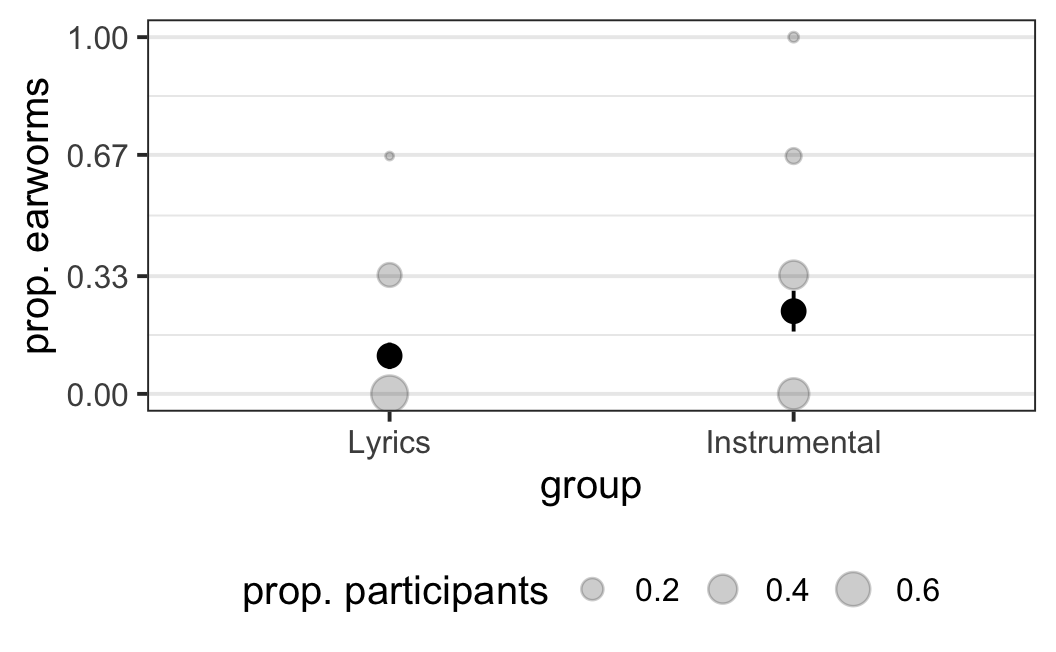 prop. earworms
1.00
0.67
0.33
0.00
Lyrics Instrumental
group
prop. participants 0.2 0.4 0.6